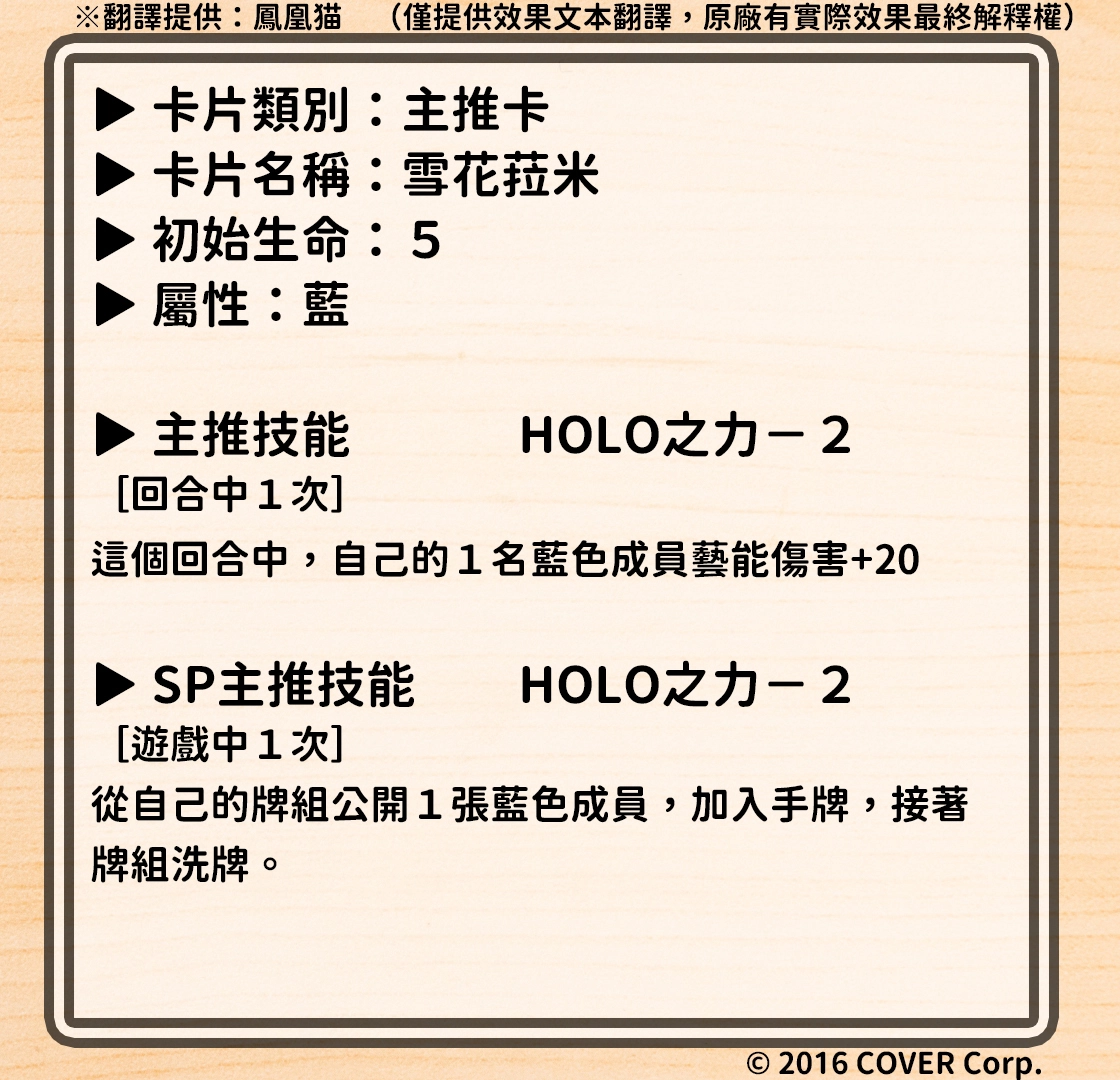 ※翻譯提供：鳳凰猫　（僅提供效果文本翻譯，原廠有實際效果最終解釋權）
▶ 卡片類別：主推卡
▶ 卡片名稱：雪花菈米
▶ 初始生命：５
▶ 屬性：藍
▶ 主推技能　　　HOLO之力－２
［回合中１次］
這個回合中，自己的１名藍色成員藝能傷害+20
▶ SP主推技能　　HOLO之力－２
［遊戲中１次］
從自己的牌組公開１張藍色成員，加入手牌，接著
牌組洗牌。
© 2016 COVER Corp.